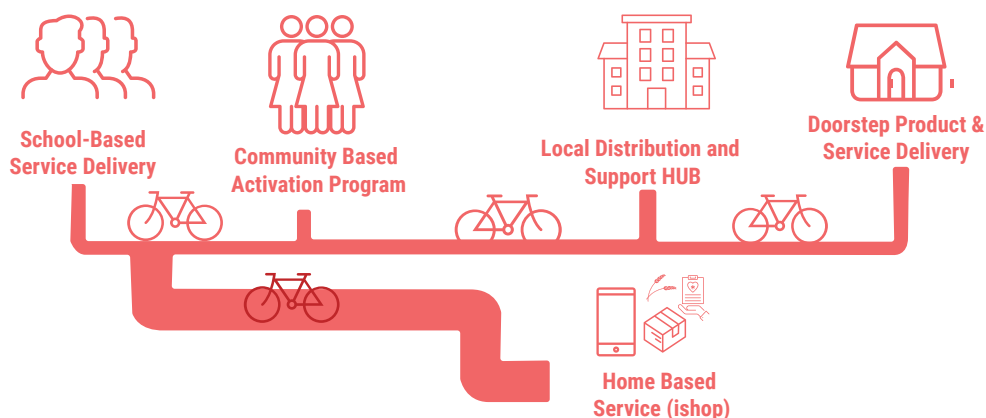 School-Based
Service Delivery
Community Based
Activation Program
Local Distribution and
Support HUB
Doorstep Product &
Service Delivery
Home Based
Service (ishop)